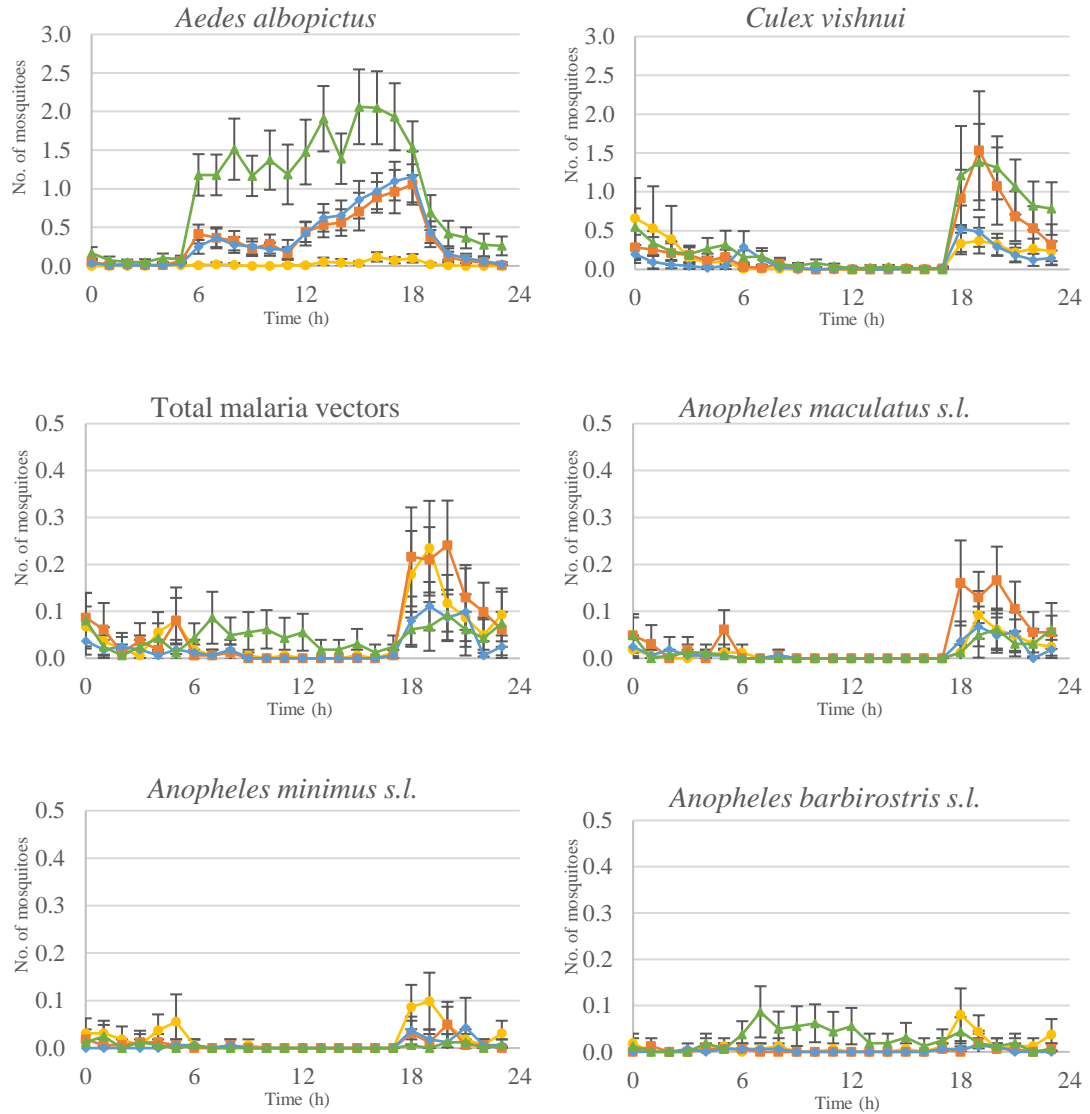 Aedes albopictus
No. of mosquitoes
3.0
2.5
2.0
1.5
1.0
0.5
0.0
0 6 12 18 24
Time (h)
Culex vishnui
No. of mosquitoes
3.0
2.5
2.0
1.5
1.0
0.5
0.0
0 6 12 18 24
Time (h)
Total malaria vectors
No. of mosquitoes
0.5
0.4
0.3
0.2
0.1
0.0
0 6 12 18 24
Time (h)
Anopheles maculatus s.l.
No. of mosquitoes
0.5
0.4
0.3
0.2
0.1
0.0
0 6 12 18 24
Time (h)
Anopheles minimus s.l.
No. of mosquitoes
0.5
0.4
0.3
0.2
0.1
0.0
0 6 12 18 24
Time (h)
Anopheles barbirostris s.l.
No. of mosquitoes
0.5
0.4
0.3
0.2
0.1
0.0
0 6 12 18 24
Time (h)